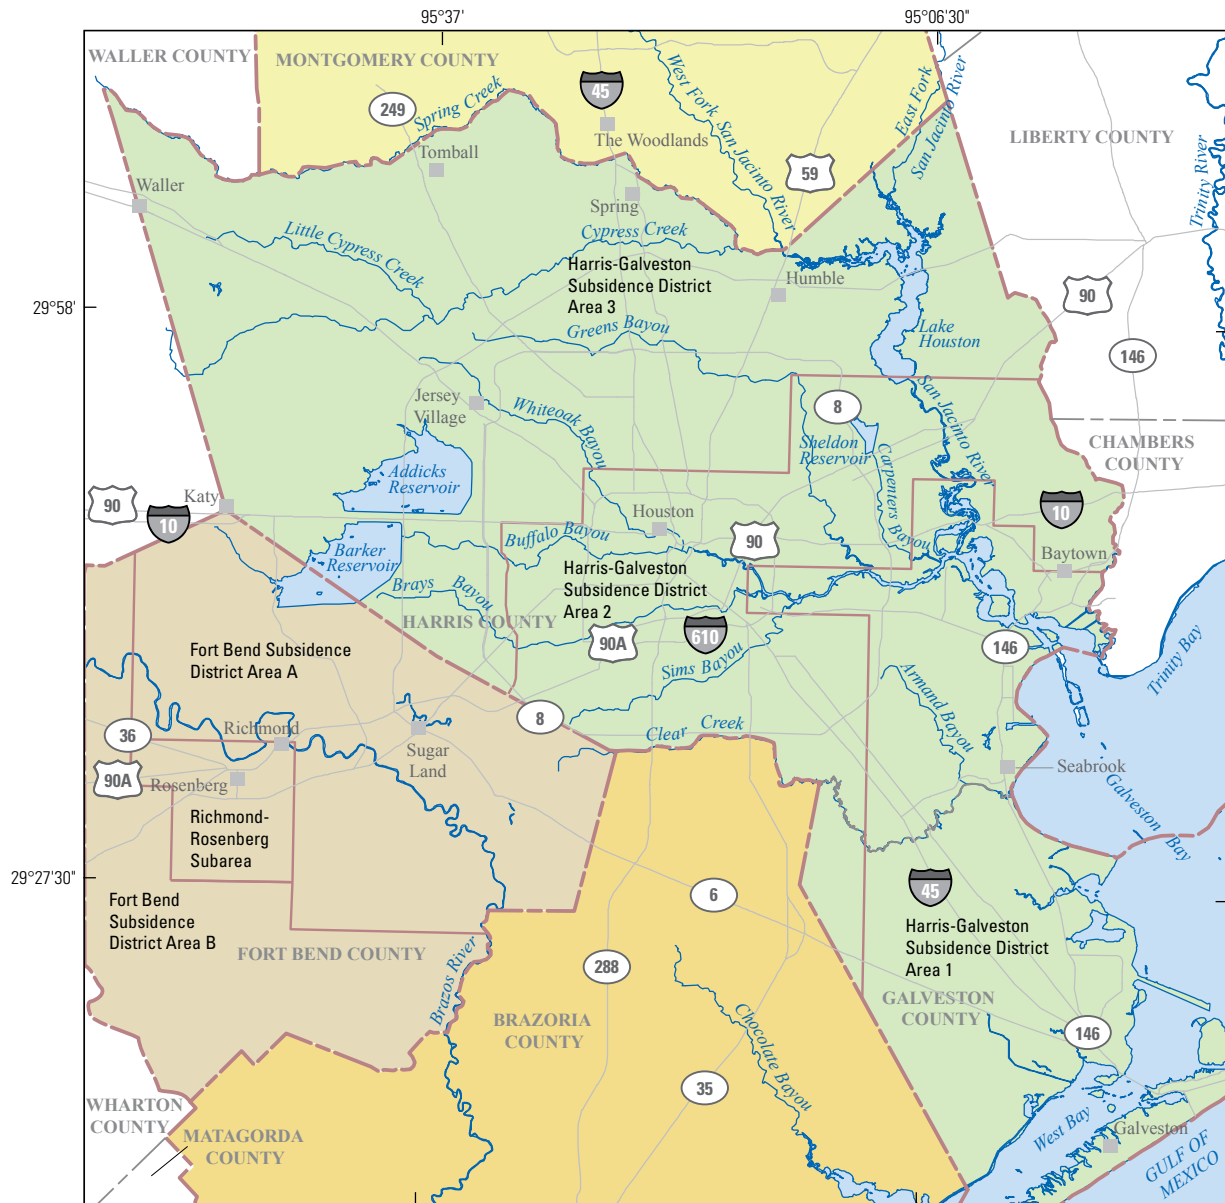 95°37'
95°06'30"
WALLER COUNTY
MONTGOMERY COUNTY
249
Spring Creek
45
The Woodlands
West Fork San Jacinto River
59
East Fork
San Jacinto River
LIBERTY COUNTY
Trinity River
Tomball
Waller
Spring
Little Cypress Creek
Cypress Creek
Harris-Galveston
Subsidence District
Area 3
Humble
29°58'
90
Greens Bayou
Lake
Houston
146
Jersey
Village
Whiteoak Bayou
8
San Jacinto River
Sheldon
Reservoir
Carpenters Bayou
CHAMBERS
COUNTY
Addicks
Reservoir
Katy
90
10
Houston
10
Buffalo Bayou
90
Baytown
Barker
Reservoir
Brays Bayou
Harris-Galveston
Subsidence District
Area 2
HARRIS COUNTY
90A
610
146
Fort Bend Subsidence
District Area A
Sims Bayou
Armand Bayou
Trinity Bay
8
Richmond
36
Clear Creek
Sugar
Land
90A
Rosenberg
Seabrook
Galveston Bay
Richmond-
Rosenberg
Subarea
29°27'30"
6
45
Fort Bend
Subsidence
District Area B
Harris-Galveston
Subsidence District
Area 1
FORT BEND COUNTY
288
Brazos River
GALVESTON
COUNTY
BRAZORIA
COUNTY
Chocolate Bayou
146
35
WHARTON
COUNTY
MATAGORDA
COUNTY
West Bay
Galveston
GULF OF
MEXICO